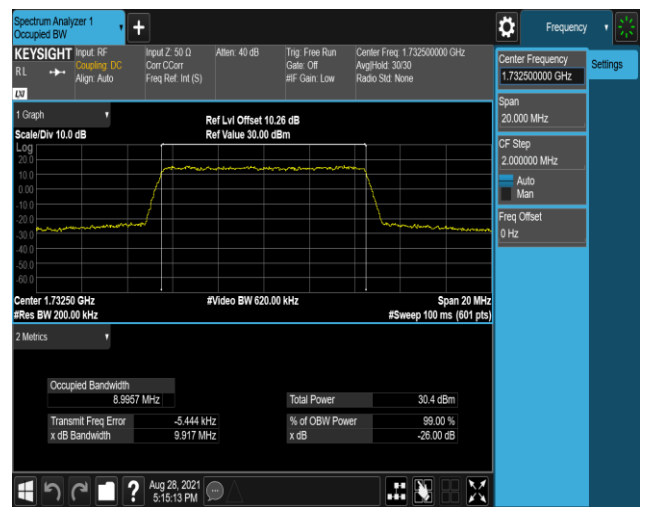 Spectrum Analyzer 1
Occupied BW
+
Frequency
KEYSIGHT Input: RF Input Z: 50 Ω Atten: 40 dB Trig: Free Run Center Freq: 1.732500000 GHz
RL Coupling: DC Corr CCorr Gate: Off Avg|Hold: 30/30
Align: Auto Freq Ref: Int (S) #IF Gain: Low Radio Std: None
LXI
Center Frequency
1.732500000 GHz
Settings
Span
20.000 MHz
CF Step
2.000000 MHz
Auto
Man
Freq Offset
0 Hz
1 Graph
Ref Lvl Offset 10.26 dB
Scale/Div 10.0 dB Ref Value 30.00 dBm
Log
20.0
10.0
0.00
-10.0
-20.0
-30.0
-40.0
-50.0
-60.0
Center 1.73250 GHz #Video BW 620.00 kHz Span 20 MHz
#Res BW 200.00 kHz #Sweep 100 ms (601 pts)
2 Metrics
Occupied Bandwidth
8.9957 MHz Total Power 30.4 dBm
Transmit Freq Error -5.444 kHz % of OBW Power 99.00 %
x dB Bandwidth 9.917 MHz x dB -26.00 dB
? Aug 28, 2021
5:15:13 PM